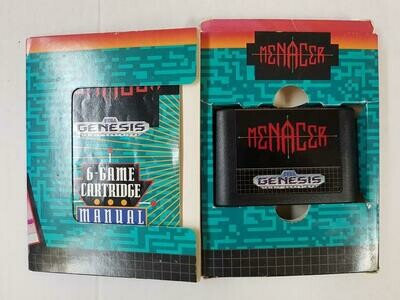 SEGA
GENESIS
6-GAME
CARTRIDGE
MANUAL
MENACER
MENACER
SEGA
GENESIS